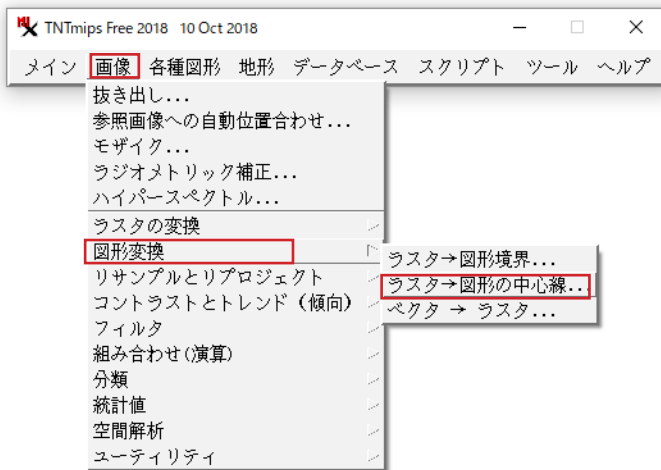 TNTmips Free 2018 10 Oct 2018
メイン 画像 各種図形 地形 データベース スクリプト ツール ヘルプ
抜き出し...
参照画像への自動位置合わせ...
モザイク...
ラジオメトリック補正...
ハイパースペクトル...
ラスタの変換
図形変換
ラスタ→図形境界...
ラスタ→図形の中心線...
ベクタ → ラスタ...
リサンプルとリプロジェクト
コントラストとトレンド (傾向)
フィルタ
組み合わせ(演算)
分類
統計値
空間解析
ユーティリティ